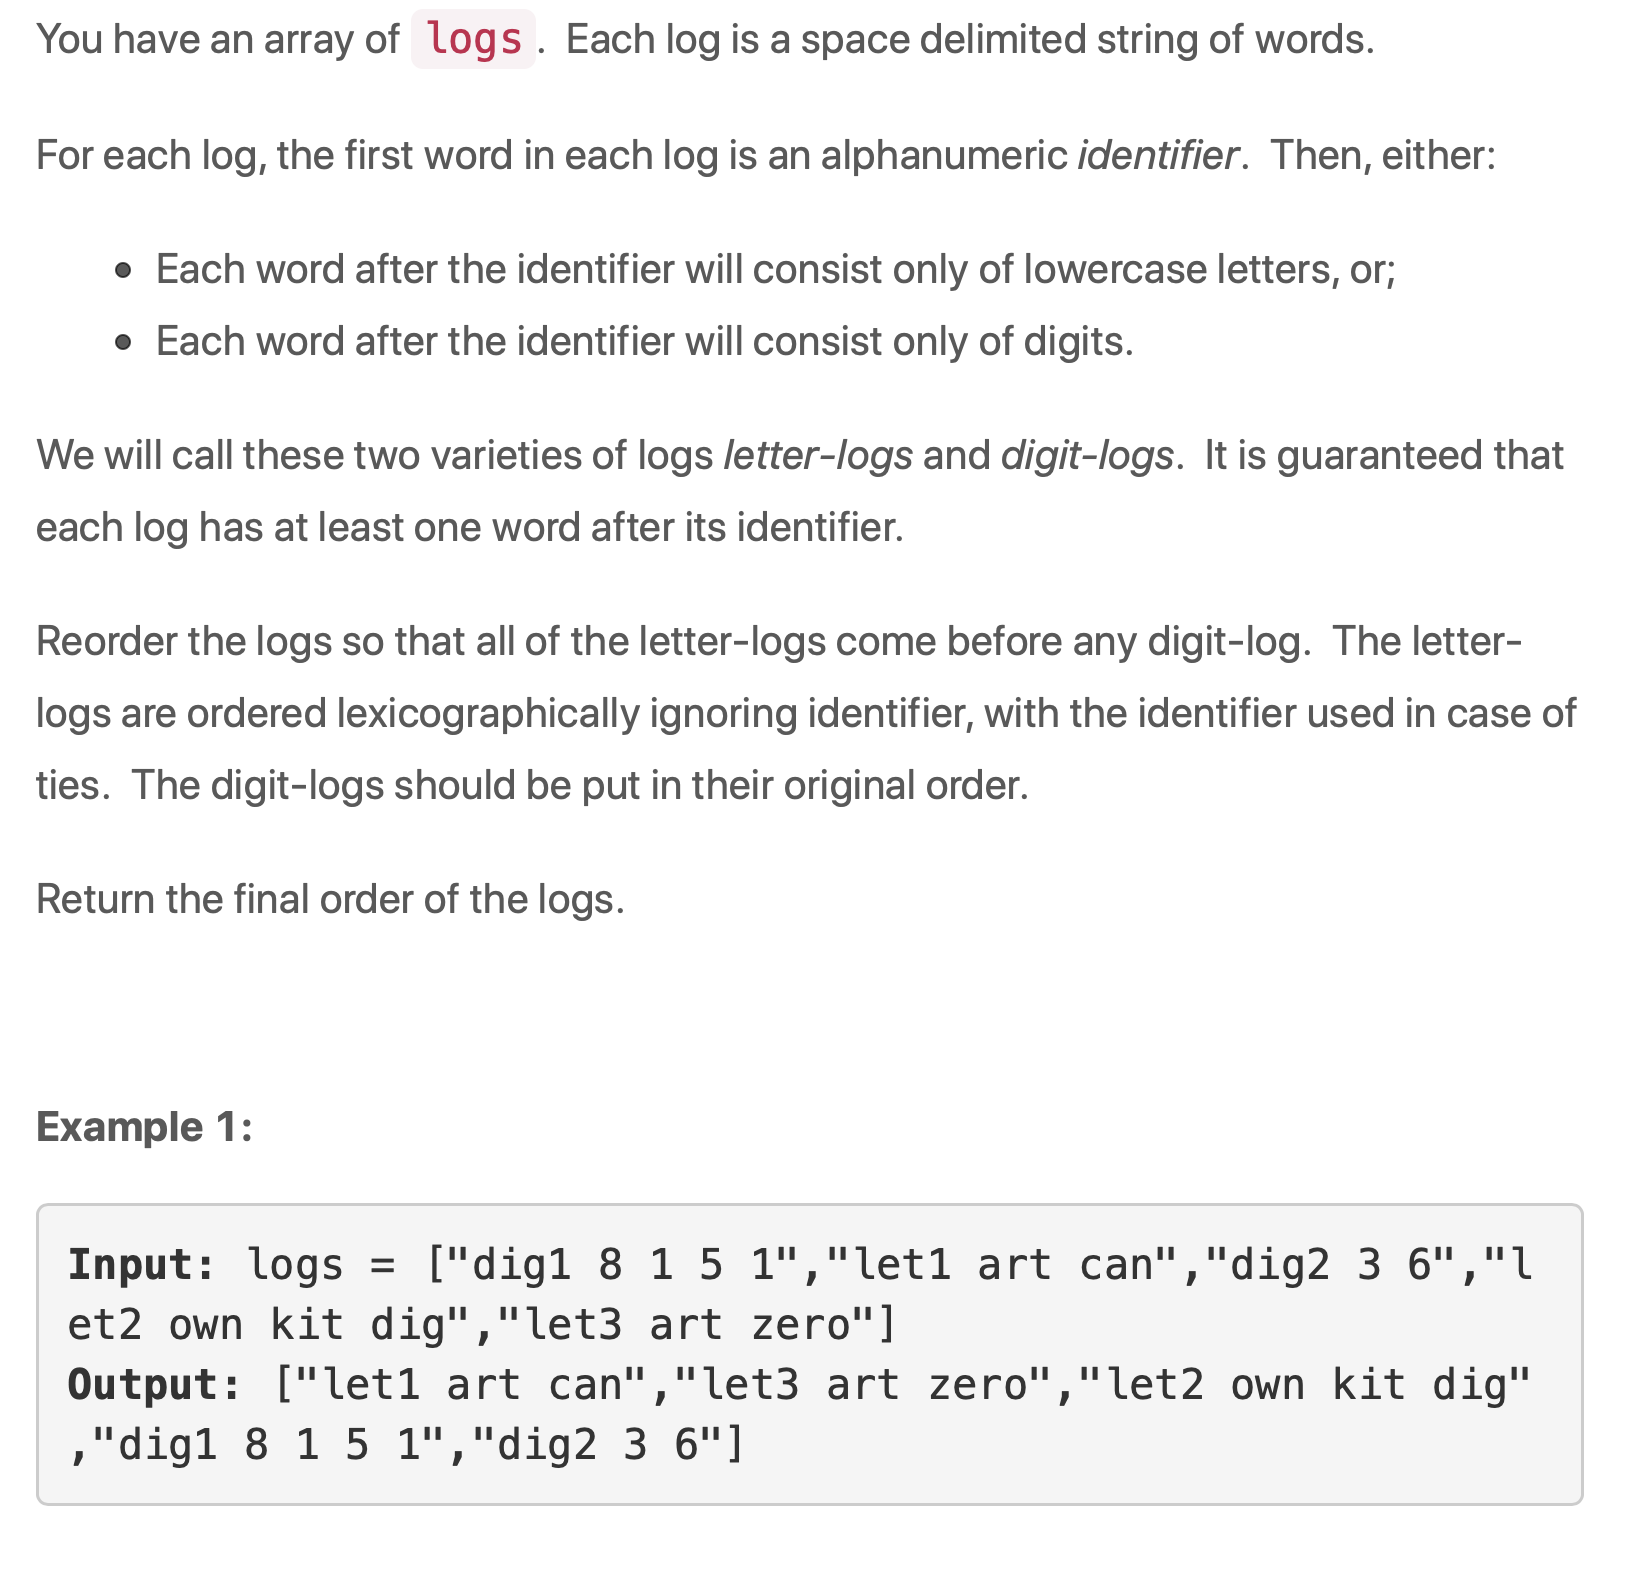 You have an array of logs.  Each log is a space delimited string of words.
For each log, the first word in each log is an alphanumeric identifier.  Then, either:
• Each word after the identifier will consist only of lowercase letters, or;
• Each word after the identifier will consist only of digits.
We will call these two varieties of logs letter-logs and digit-logs.  It is guaranteed that
each log has at least one word after its identifier.
Reorder the logs so that all of the letter-logs come before any digit-log.  The letter-
logs are ordered lexicographically ignoring identifier, with the identifier used in case of
ties.  The digit-logs should be put in their original order.
Return the final order of the logs.
Example 1:
Input: logs = ["dig1 8 1 5 1","let1 art can","dig2 3 6","l
et2 own kit dig","let3 art zero"]
Output: ["let1 art can","let3 art zero","let2 own kit dig"
,"dig1 8 1 5 1","dig2 3 6"]